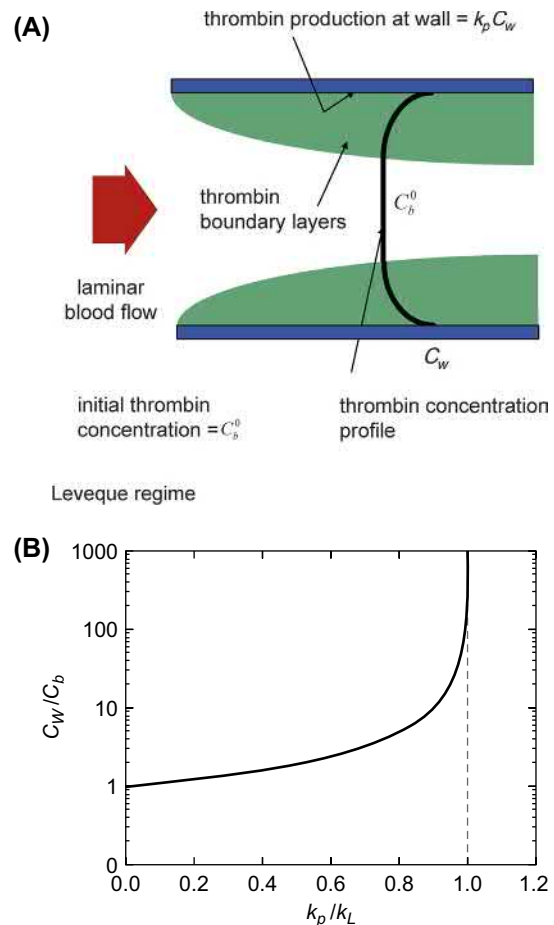 (A)
thrombin production at wall = kₚC_w
thrombin
boundary layers
C_b^0
laminar
blood flow
C_w
initial thrombin
concentration = C_b^0
thrombin concentration
profile
Leveque regime
(B)
1000
100
10
1
0
C_W/C_b
0.0 0.2 0.4 0.6 0.8 1.0 1.2
k_p/k_L